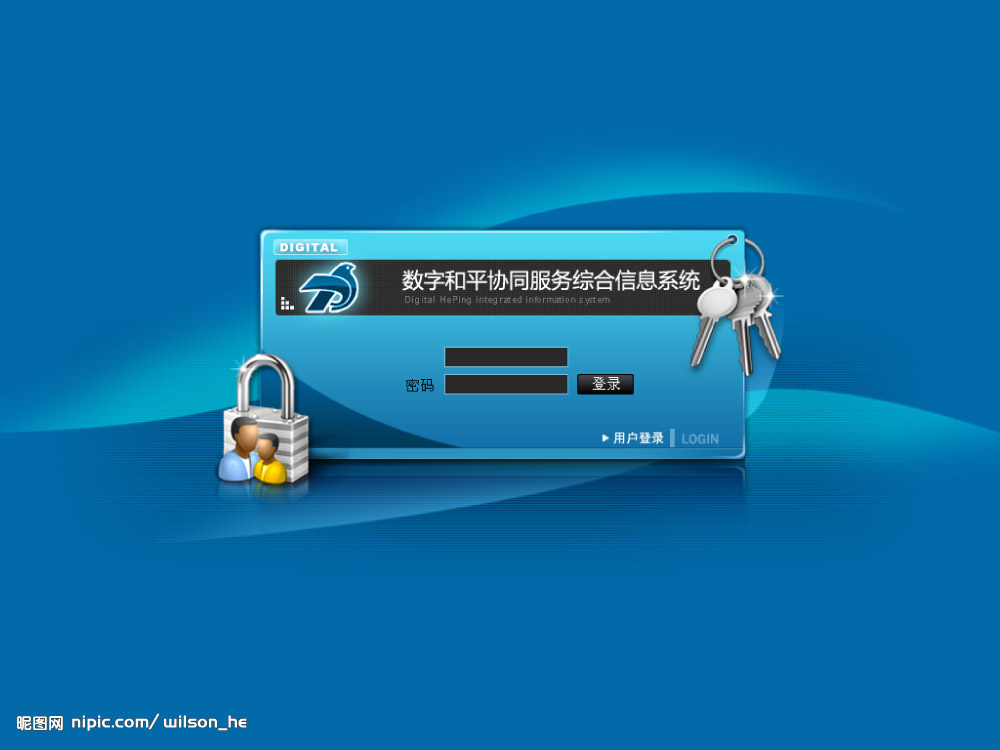 DIGITAL
数字和平协同服务综合信息系统
Digital HePing integrated information system
密码
登录
用户登录 LOGIN
昵图网 nipic.com/ wilson_he